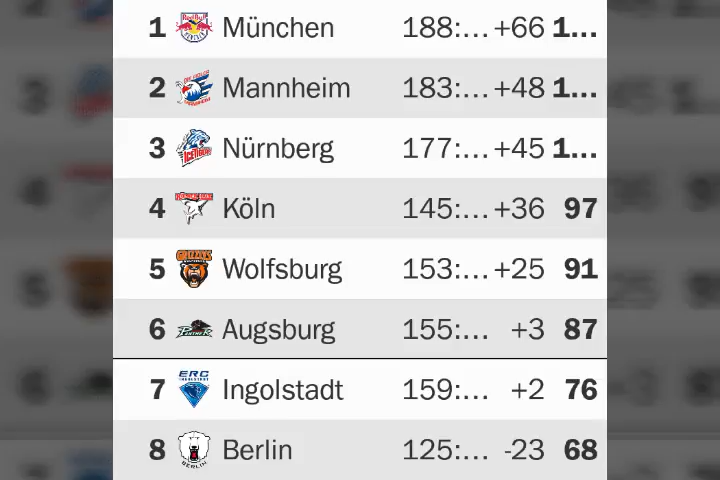 1 München 188:... +66 1...
2 Mannheim 183:... +48 1...
3 Nürnberg 177:... +45 1...
4 Köln 145:... +36 97
5 Wolfsburg 153:... +25 91
6 Augsburg 155:... +3 87
7 ERC Ingolstadt 159:... +2 76
8 BERLIN Berlin 125:... -23 68